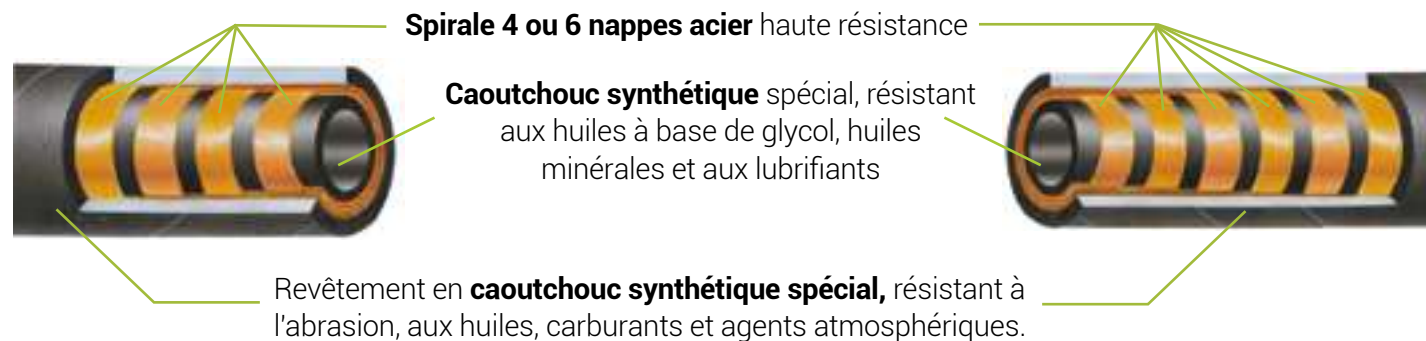 Spirale 4 ou 6 nappes acier haute résistance
Caoutchouc synthétique spécial, résistant
aux huiles à base de glycol, huiles
minérales et aux lubrifiants
Revêtement en caoutchouc synthétique spécial, résistant à
l'abrasion, aux huiles, carburants et agents atmosphériques.